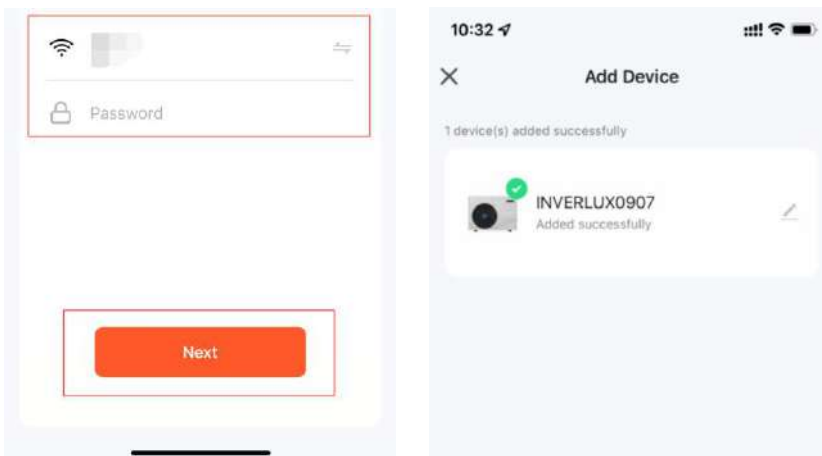 Password
Next
10:32
Add Device
1 device(s) added successfully
INVERLUX0907
Added successfully